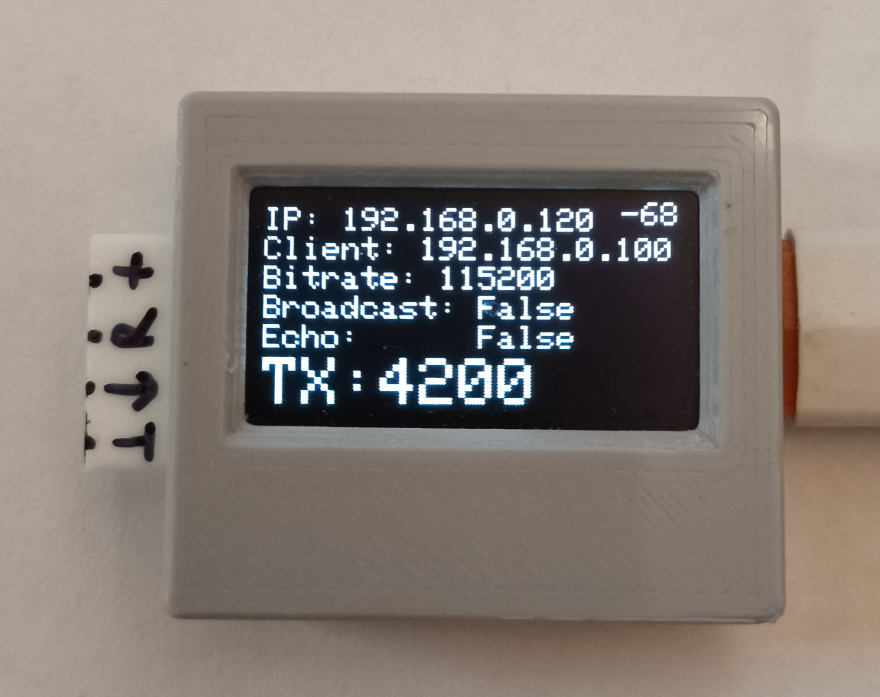 IP: 192.168.0.120 -68
Client: 192.168.0.100
Bitrate: 115200
Broadcast: False
Echo: False
TX:4200